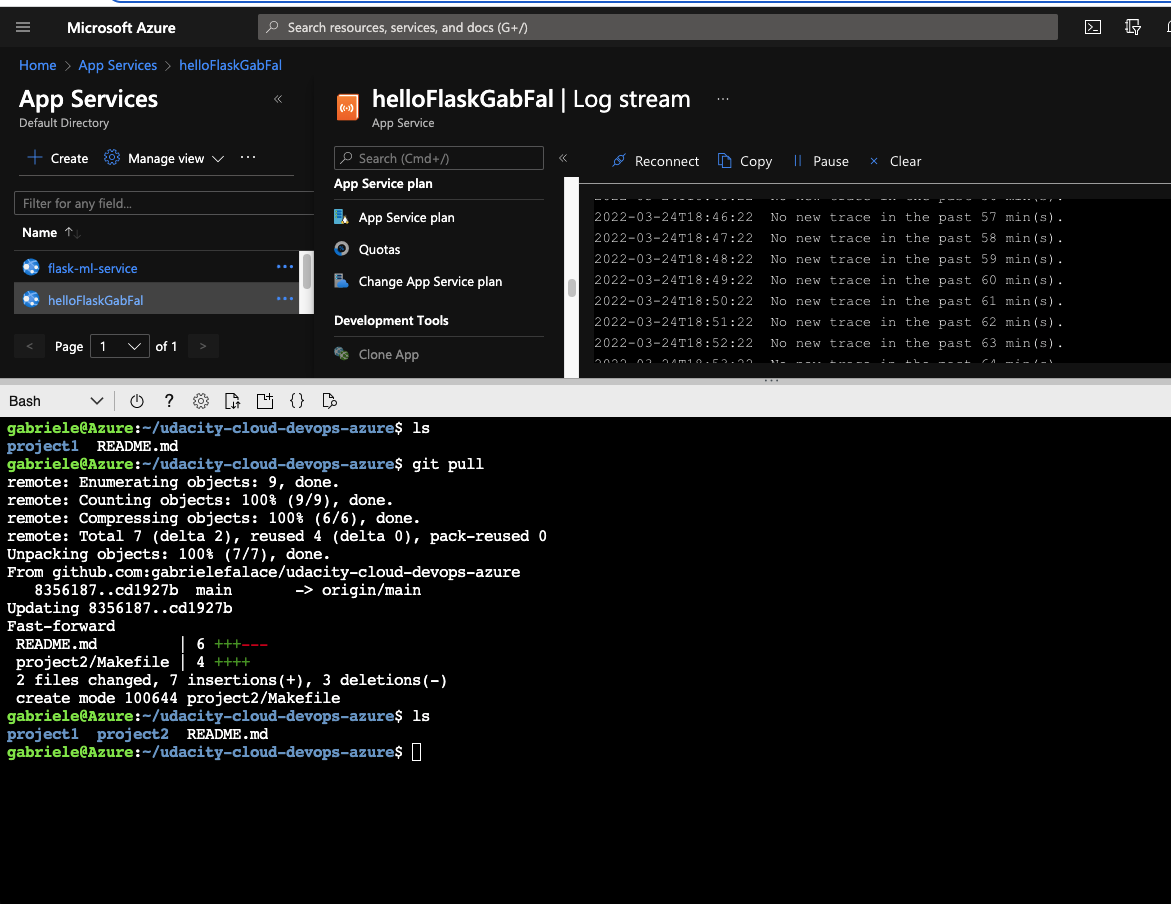 Microsoft Azure
Search resources, services, and docs (G+/)
Home > App Services > helloFlaskGabFal
App Services
Default Directory
Create Manage view ...
Filter for any field...
Name
flask-ml-service ...
helloFlaskGabFal ...
< Page 1 of 1 >
helloFlaskGabFal | Log stream ...
App Service
Search (Cmd+/)
App Service plan
App Service plan
Quotas
Change App Service plan
Development Tools
Clone App
Reconnect Copy Pause Clear
2022-03-24T18:46:22 No new trace in the past 57 min(s).
2022-03-24T18:47:22 No new trace in the past 58 min(s).
2022-03-24T18:48:22 No new trace in the past 59 min(s).
2022-03-24T18:49:22 No new trace in the past 60 min(s).
2022-03-24T18:50:22 No new trace in the past 61 min(s).
2022-03-24T18:51:22 No new trace in the past 62 min(s).
2022-03-24T18:52:22 No new trace in the past 63 min(s).
Bash
gabriele@Azure:~/udacity-cloud-devops-azure$ ls
project1 README.md
gabriele@Azure:~/udacity-cloud-devops-azure$ git pull
remote: Enumerating objects: 9, done.
remote: Counting objects: 100% (9/9), done.
remote: Compressing objects: 100% (6/6), done.
remote: Total 7 (delta 2), reused 4 (delta 0), pack-reused 0
Unpacking objects: 100% (7/7), done.
From github.com:gabrielefalace/udacity-cloud-devops-azure
8356187..cd1927b main -> origin/main
Updating 8356187..cd1927b
Fast-forward
README.md | 6 +++---
project2/Makefile | 4 ++++
2 files changed, 7 insertions(+), 3 deletions(-)
create mode 100644 project2/Makefile
gabriele@Azure:~/udacity-cloud-devops-azure$ ls
project1 project2 README.md
gabriele@Azure:~/udacity-cloud-devops-azure$